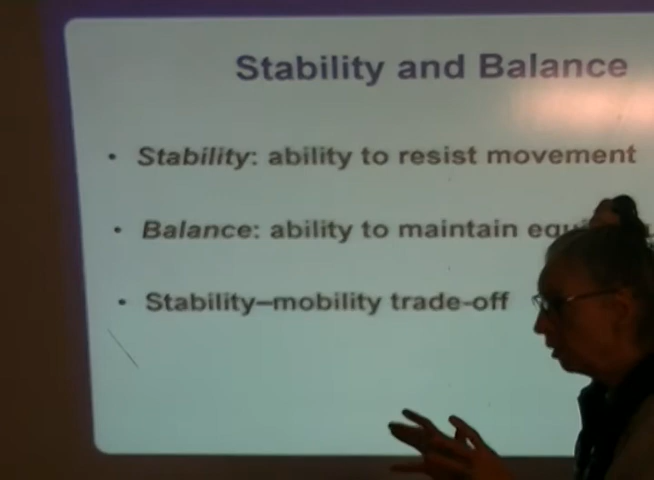 Stability and Balance
• Stability: ability to resist movement
• Balance: ability to maintain
• Stability–mobility trade-off